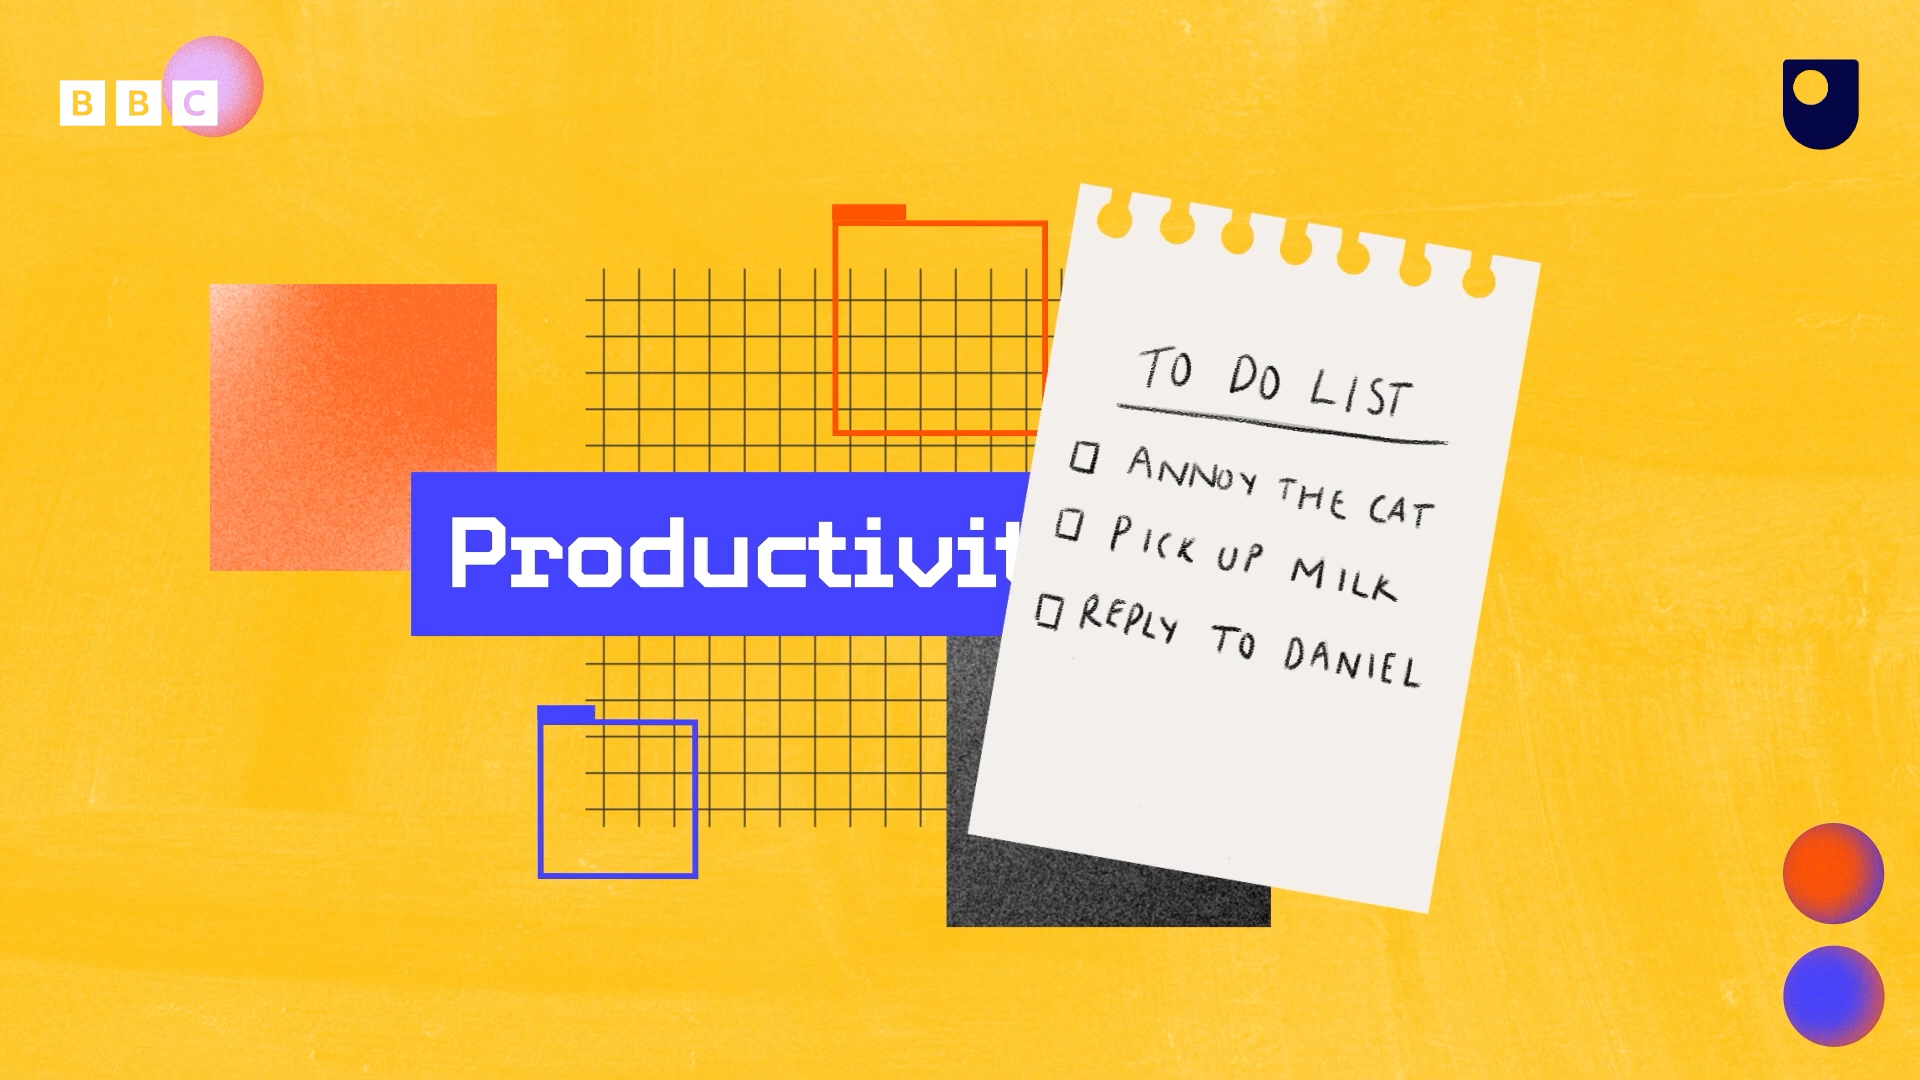 BBC
Productivit
TO DO LIST
ANNOY THE CAT
PICK UP MILK
REPLY TO DANIEL